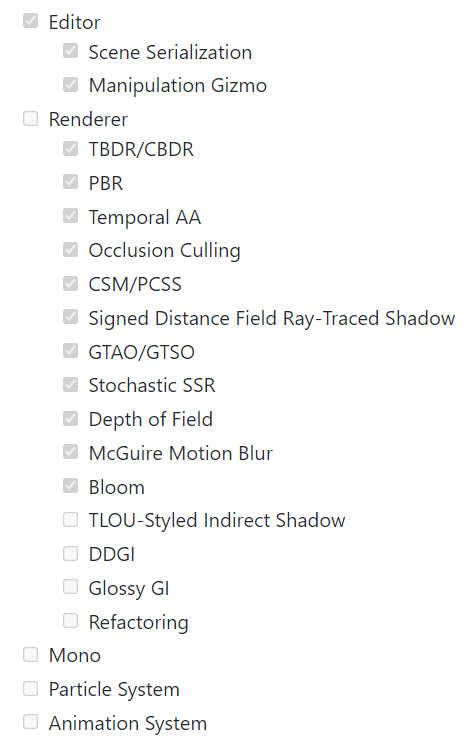 Editor
Scene Serialization
Manipulation Gizmo
Renderer
TBDR/CBDR
PBR
Temporal AA
Occlusion Culling
CSM/PCSS
Signed Distance Field Ray-Traced Shadow
GTAO/GTSO
Stochastic SSR
Depth of Field
McGuire Motion Blur
Bloom
TLOU-Styled Indirect Shadow
DDGI
Glossy GI
Refactoring
Mono
Particle System
Animation System